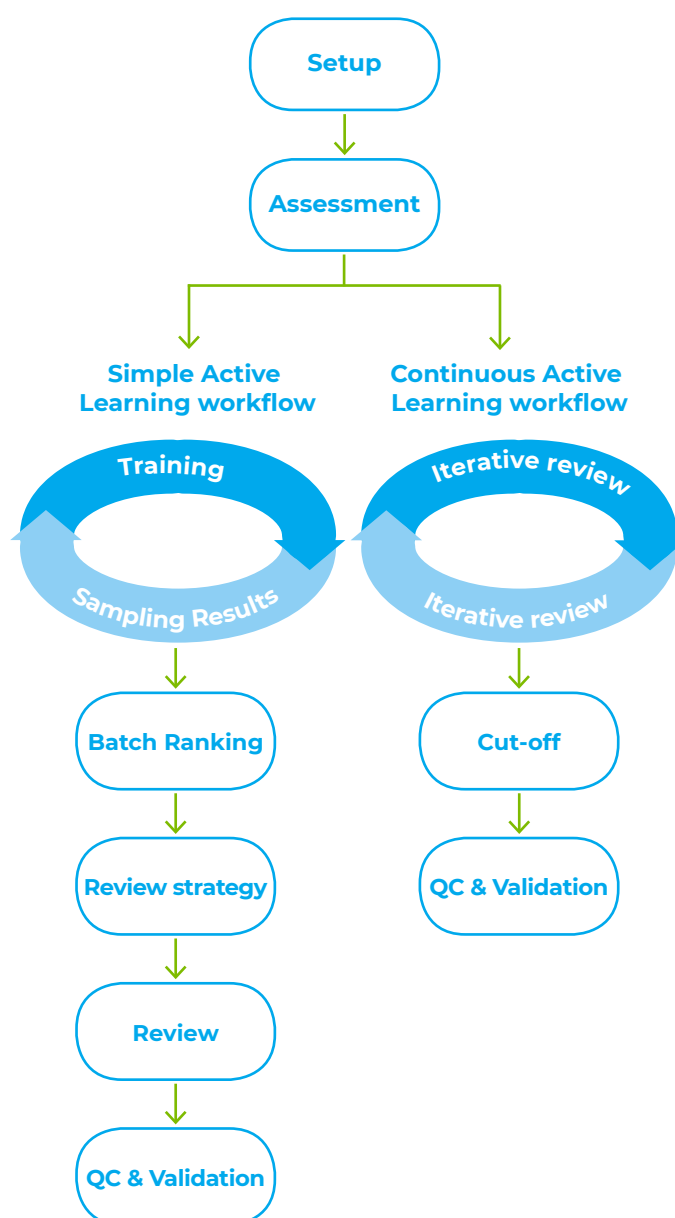 Setup
Assessment
Simple Active
Learning workflow
Training
Sampling Results
Batch Ranking
Review strategy
Review
QC & Validation
Continuous Active
Learning workflow
Iterative review
Iterative review
Cut-off
QC & Validation